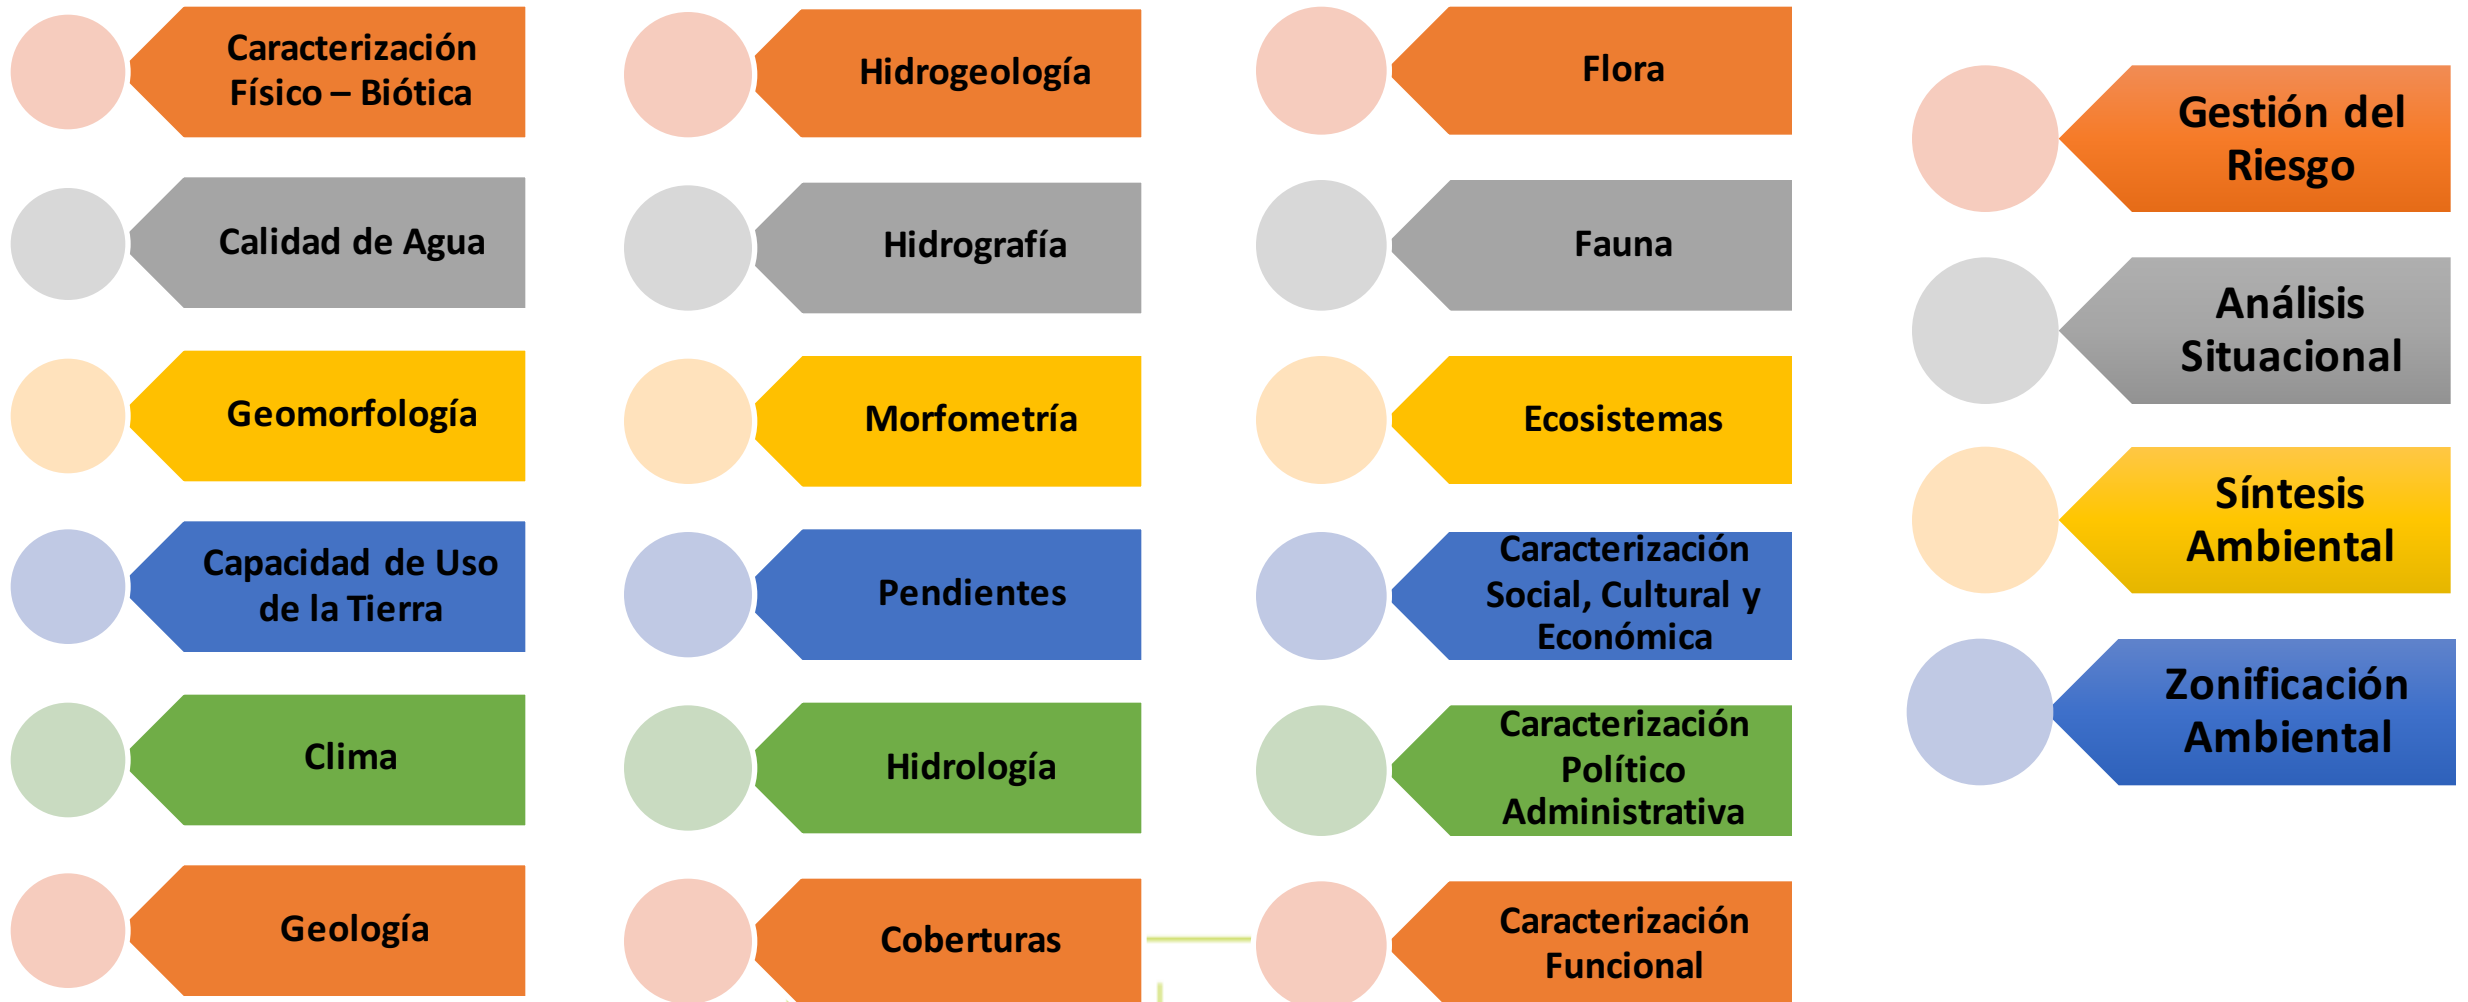 Caracterización
Físico – Biótica
Calidad de Agua
Geomorfología
Capacidad de Uso
de la Tierra
Clima
Geología
Hidrogeología
Hidrografía
Morfometría
Pendientes
Hidrología
Coberturas
Flora
Fauna
Ecosistemas
Caracterización
Social, Cultural y
Económica
Caracterización
Político
Administrativa
Caracterización
Funcional
Gestión del
Riesgo
Análisis
Situacional
Síntesis
Ambiental
Zonificación
Ambiental